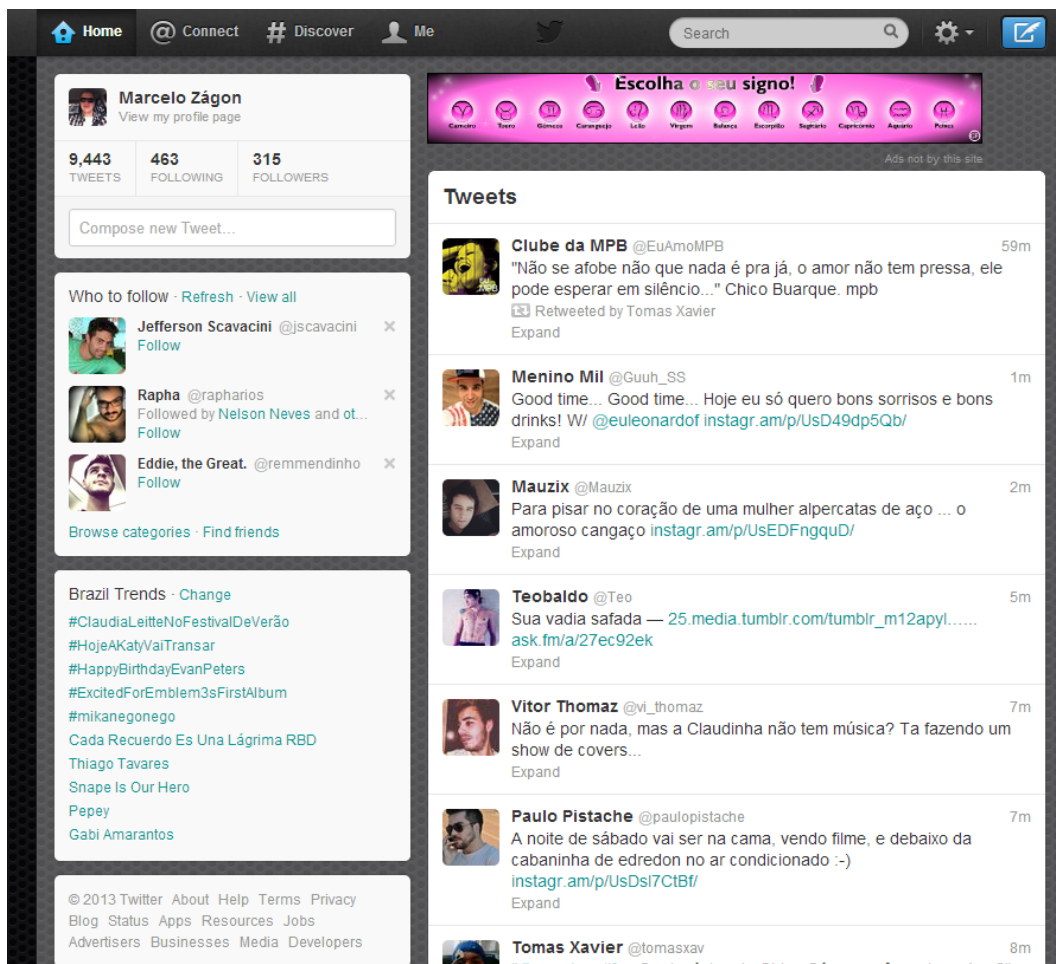 Home Connect Discover Me Search
Marcelo Zágon
View my profile page
9,443 463 315
TWEETS FOLLOWING FOLLOWERS
Compose new Tweet...
Who to follow · Refresh · View all
Jefferson Scavacini @jscavacini
Follow
Rapha @rapharios
Followed by Nelson Neves and ot...
Follow
Eddie, the Great. @remmendinho
Follow
Browse categories · Find friends
Brazil Trends · Change
#ClaudiaLeitteNoFestivalDeVerão
#HojeAKatyVaiTransar
#HappyBirthdayEvanPeters
#ExcitedForEmblem3sFirstAlbum
#mikanegonego
Cada Recuerdo Es Una Lágrima RBD
Thiago Tavares
Snape Is Our Hero
Pepey
Gabi Amarantos
© 2013 Twitter About Help Terms Privacy
Blog Status Apps Resources Jobs
Advertisers Businesses Media Developers
Escolha o seu signo!
Carneiro Touro Gémeos Caranguejo Leão Virgem Balança Escorpião Sagitário Capricórnio Aquário Peixes
Ads not by this site
Tweets
Clube da MPB @EuAmoMPB 59m
"Não se afobe não que nada é pra já, o amor não tem pressa, ele
pode esperar em silêncio..." Chico Buarque. mpb
Retweeted by Tomas Xavier
Expand
Menino Mil @Guuh_SS 1m
Good time... Good time... Hoje eu só quero bons sorrisos e bons
drinks! W/ @euleonardof instagr.am/p/UsD49dp5Qb/
Expand
Mauzix @Mauzix 2m
Para pisar no coração de uma mulher alpercatas de aço ... o
amoroso cangaço instagr.am/p/UsEDFngquD/
Expand
Teobaldo @Teo 5m
Sua vadia safada — 25.media.tumblr.com/tumblr_m12apyl......
ask.fm/a/27ec92ek
Expand
Vitor Thomaz @vi_thomaz 7m
Não é por nada, mas a Claudinha não tem música? Ta fazendo um
show de covers...
Expand
Paulo Pistache @paulopistache 7m
A noite de sábado vai ser na cama, vendo filme, e debaixo da
cabaninha de edredon no ar condicionado :-)
instagr.am/p/UsDsl7CtBf/
Expand
Tomas Xavier @tomasxav 8m